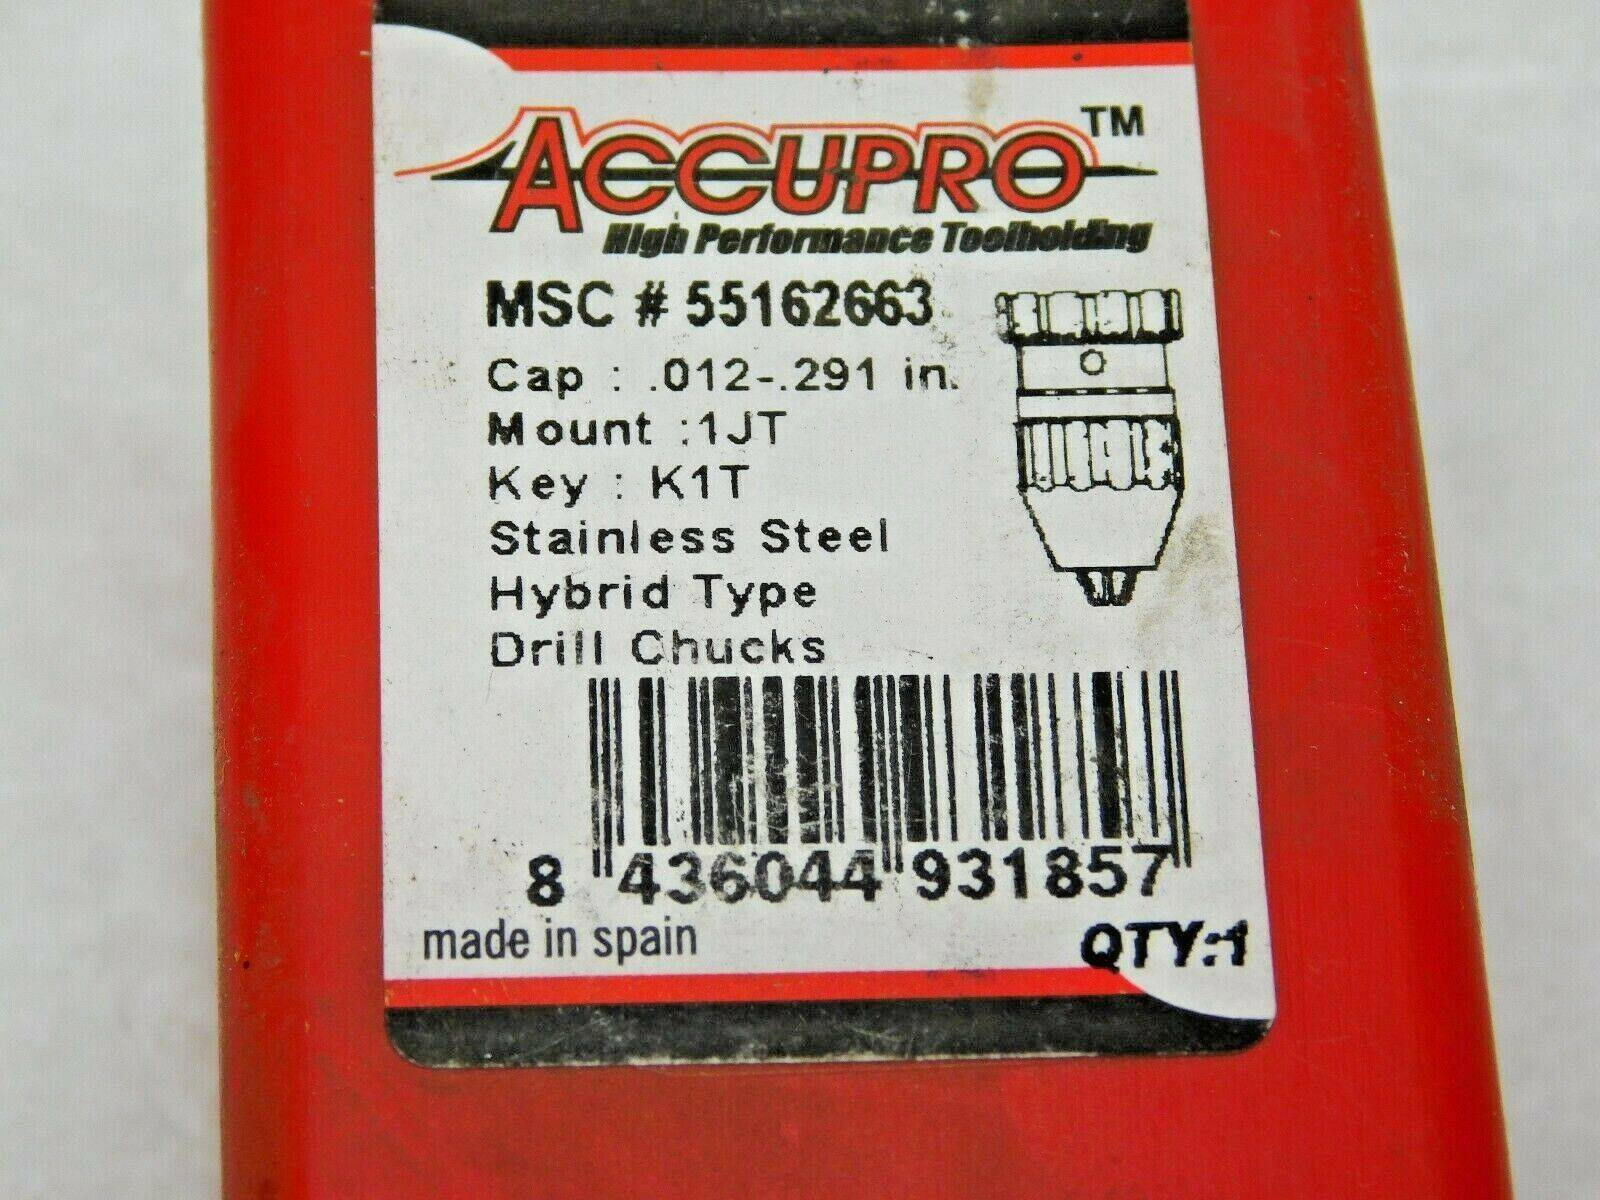 ACCUPRO™
High Performance Toolholding
MSC # 55162663
Cap : .012-.291 in.
Mount :1JT
Key : K1T
Stainless Steel
Hybrid Type
Drill Chucks
8 436044 931857
made in spain
QTY:1